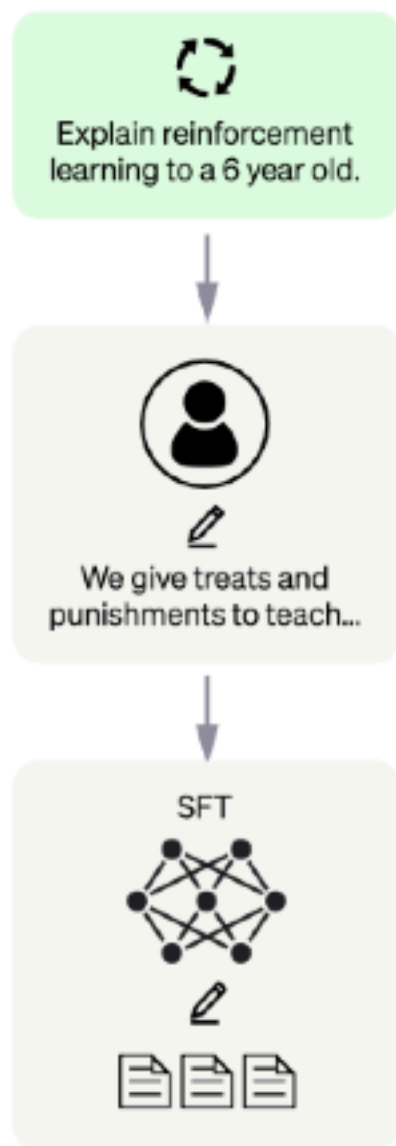 Explain reinforcement
learning to a 6 year old.
We give treats and
punishments to teach...
SFT